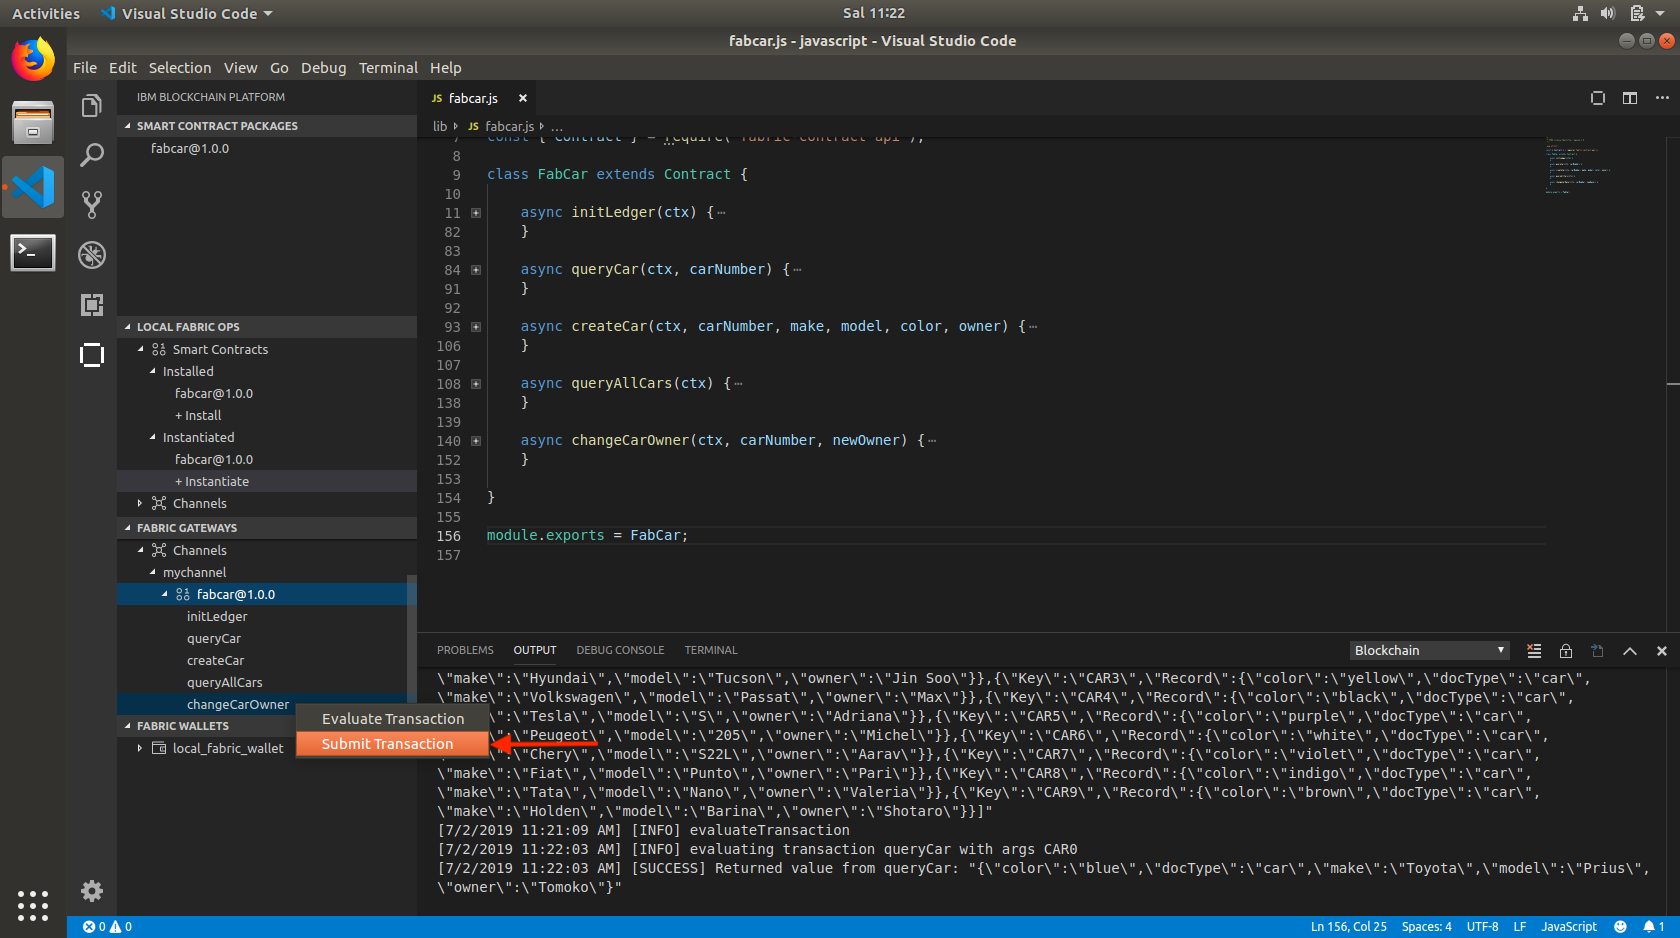 Activities
Visual Studio Code
Sal 11:22
fabcar.js - javascript - Visual Studio Code
File Edit Selection View Go Debug Terminal Help
IBM BLOCKCHAIN PLATFORM
SMART CONTRACT PACKAGES
fabcar@1.0.0
LOCAL FABRIC OPS
Smart Contracts
Installed
fabcar@1.0.0
+ Install
Instantiated
fabcar@1.0.0
+ Instantiate
Channels
FABRIC GATEWAYS
Channels
mychannel
fabcar@1.0.0
initLedger
queryCar
createCar
queryAllCars
changeCarOwner
FABRIC WALLETS
local_fabric_wallet
Evaluate Transaction
Submit Transaction
JS fabcar.js
lib JS fabcar.js ...
7 const { Contract } = require('fabric-contract-api');
8
9 class FabCar extends Contract {
10
11 async initLedger(ctx) {…
82 }
83
84 async queryCar(ctx, carNumber) {…
91 }
92
93 async createCar(ctx, carNumber, make, model, color, owner) {…
106 }
107
108 async queryAllCars(ctx) {…
138 }
139
140 async changeCarOwner(ctx, carNumber, newOwner) {…
152 }
153
154 }
155
156 module.exports = FabCar;
157
PROBLEMS OUTPUT DEBUG CONSOLE TERMINAL
Blockchain
\"make\":\"Hyundai\",\"model\":\"Tucson\",\"owner\":\"Jin Soo\"}},{\"Key\":\"CAR3\",\"Record\":{\"color\":\"yellow\",\"docType\":\"car\",
\"make\":\"Volkswagen\",\"model\":\"Passat\",\"owner\":\"Max\"}},{\"Key\":\"CAR4\",\"Record\":{\"color\":\"black\",\"docType\":\"car\",
\"Tesla\",\"model\":\"S\",\"owner\":\"Adriana\"}},{\"Key\":\"CAR5\",\"Record\":{\"color\":\"purple\",\"docType\":\"car\",
\"Peugeot\",\"model\":\"205\",\"owner\":\"Michel\"}},{\"Key\":\"CAR6\",\"Record\":{\"color\":\"white\",\"docType\":\"car\",
\"Chery\",\"model\":\"S22L\",\"owner\":\"Aarav\"}},{\"Key\":\"CAR7\",\"Record\":{\"color\":\"violet\",\"docType\":\"car\",
\"make\":\"Fiat\",\"model\":\"Punto\",\"owner\":\"Pari\"}},{\"Key\":\"CAR8\",\"Record\":{\"color\":\"indigo\",\"docType\":\"car\",
\"make\":\"Tata\",\"model\":\"Nano\",\"owner\":\"Valeria\"}},{\"Key\":\"CAR9\",\"Record\":{\"color\":\"brown\",\"docType\":\"car\",
\"make\":\"Holden\",\"model\":\"Barina\",\"owner\":\"Shotaro\"}}]"
[7/2/2019 11:21:09 AM] [INFO] evaluateTransaction
[7/2/2019 11:22:03 AM] [INFO] evaluating transaction queryCar with args CAR0
[7/2/2019 11:22:03 AM] [SUCCESS] Returned value from queryCar: "{\"color\":\"blue\",\"docType\":\"car\",\"make\":\"Toyota\",\"model\":\"Prius\",
\"owner\":\"Tomoko\"}"
0 0
Ln 156, Col 25 Spaces: 4 UTF-8 LF JavaScript 1